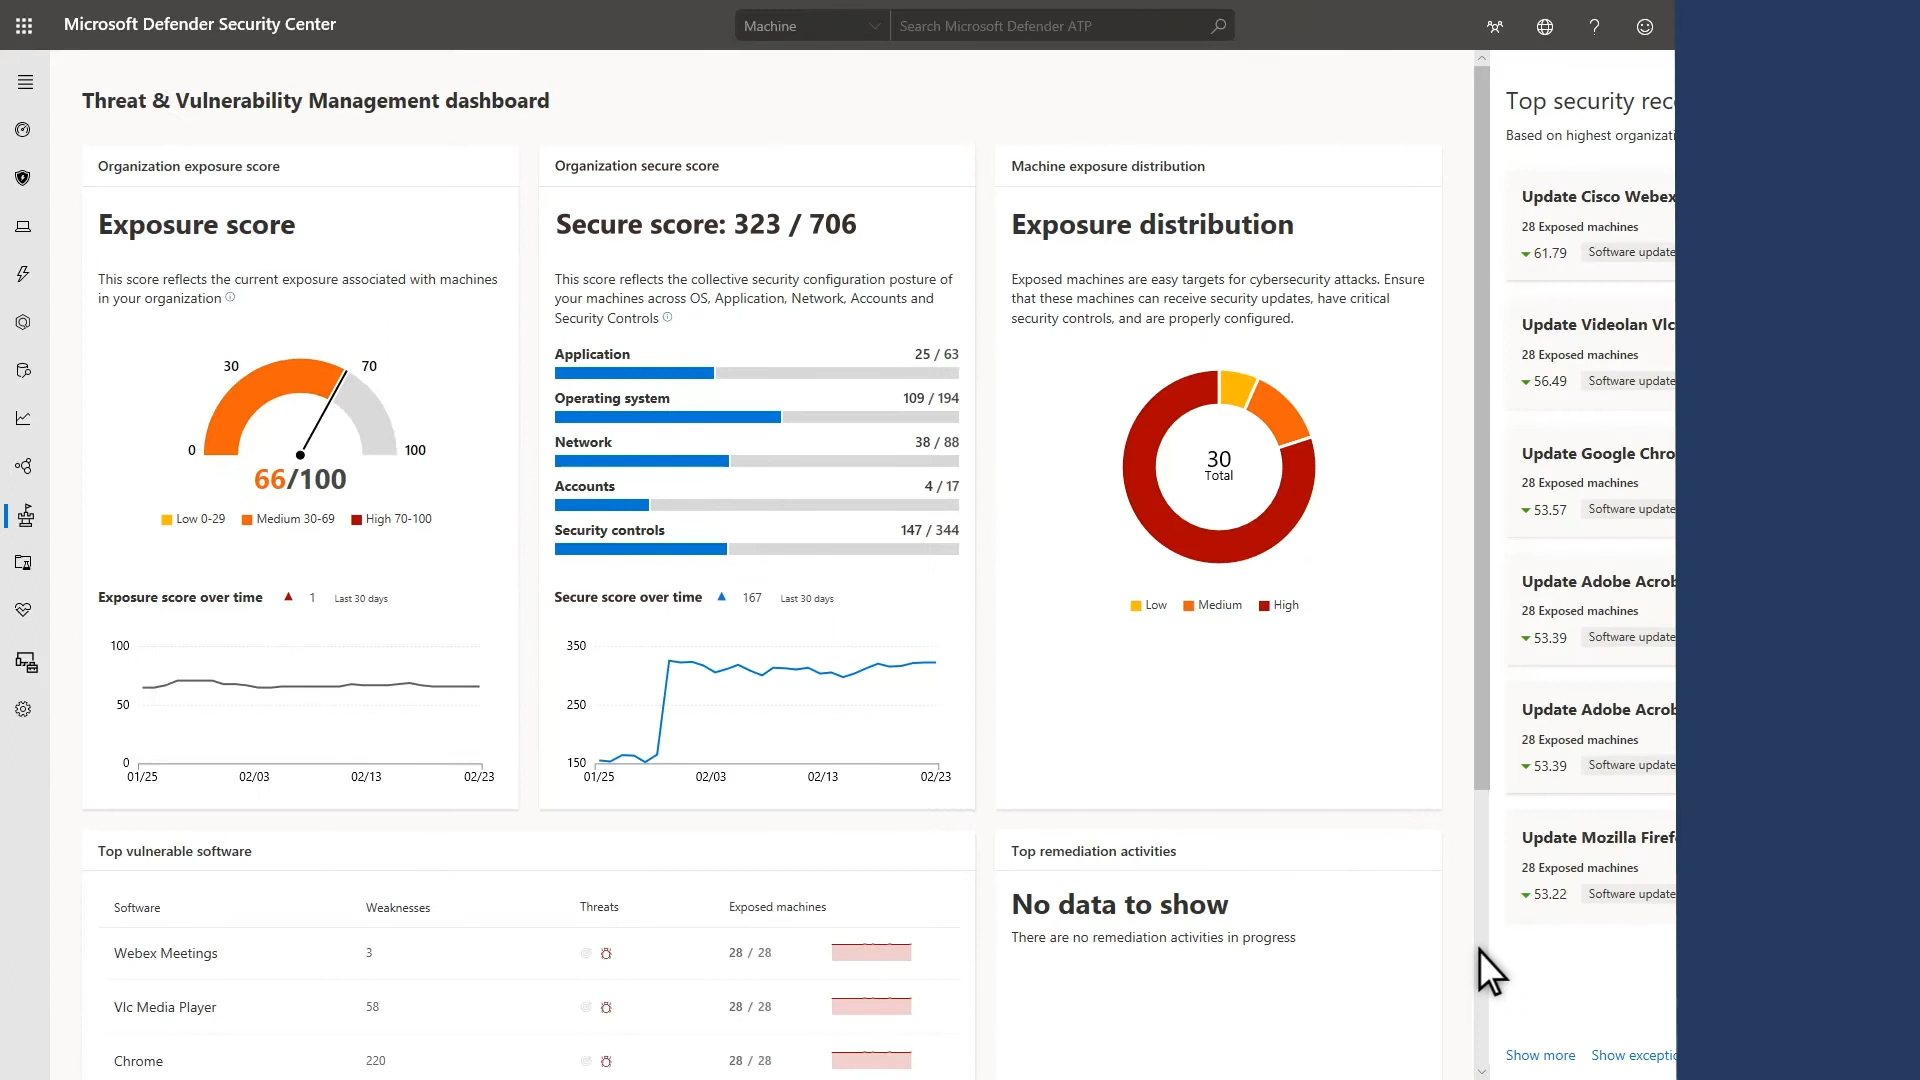 Microsoft Defender Security Center
Machine
Search Microsoft Defender ATP
Threat & Vulnerability Management dashboard
Organization exposure score
Exposure score
This score reflects the current exposure associated with machines
in your organization
30
70
0
100
66/100
Low 0-29
Medium 30-69
High 70-100
Exposure score over time
1
Last 30 days
100
50
0
01/25
02/03
02/13
02/23
Organization secure score
Secure score: 323 / 706
This score reflects the collective security configuration posture of
your machines across OS, Application, Network, Accounts and
Security Controls
Application 25 / 63
Operating system 109 / 194
Network 38 / 88
Accounts 4 / 17
Security controls 147 / 344
Secure score over time
167
Last 30 days
350
250
150
01/25
02/03
02/13
02/23
Machine exposure distribution
Exposure distribution
Exposed machines are easy targets for cybersecurity attacks. Ensure
that these machines can receive security updates, have critical
security controls, and are properly configured.
30
Total
Low
Medium
High
Top vulnerable software
Software Weaknesses Threats Exposed machines
Webex Meetings 3 28 / 28
Vlc Media Player 58 28 / 28
Chrome 220 28 / 28
Top remediation activities
No data to show
There are no remediation activities in progress
Top security
Based on highest
Update Cisco Webex
28 Exposed machines
61.79 Software update
Update Videolan Vlc
28 Exposed machines
56.49 Software update
Update Google
28 Exposed machines
53.57 Software update
Update Adobe
28 Exposed machines
53.39 Software update
Update Adobe
28 Exposed machines
53.39 Software update
Update Mozilla
28 Exposed machines
53.22 Software update
Show more
Show